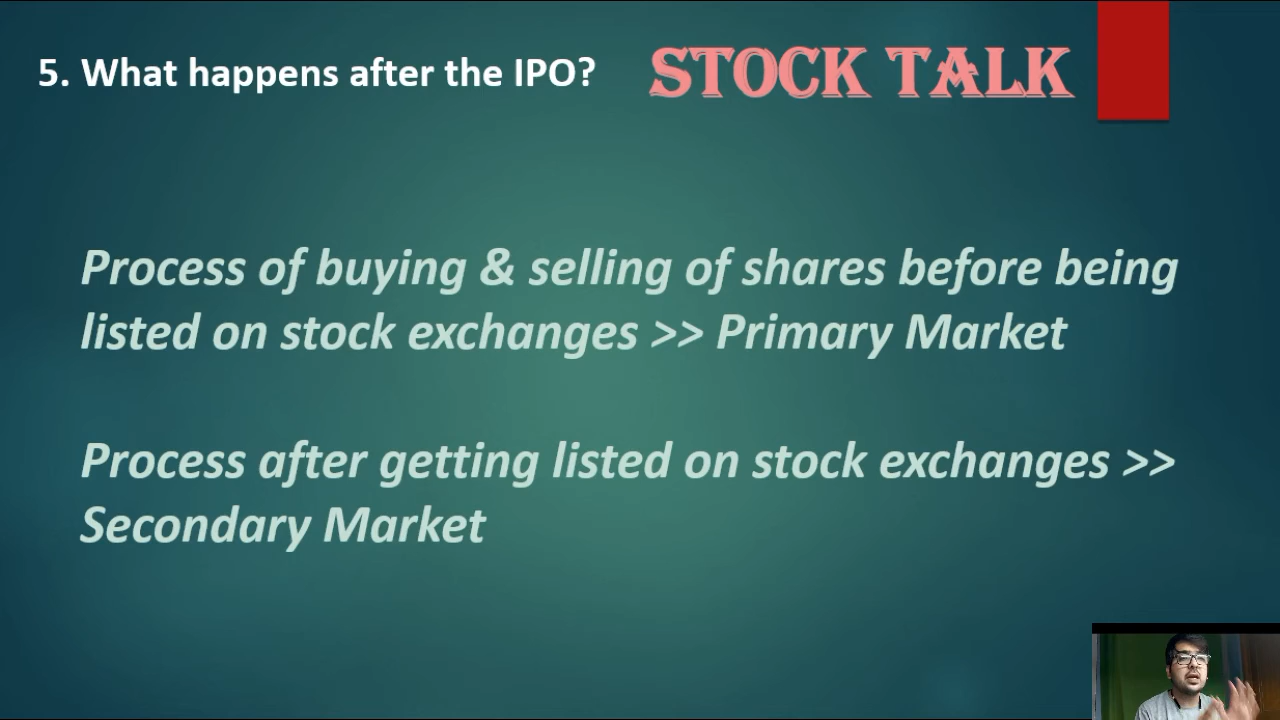 5. What happens after the IPO?
STOCK TALK
Process of buying & selling of shares before being
listed on stock exchanges >> Primary Market
Process after getting listed on stock exchanges >>
Secondary Market